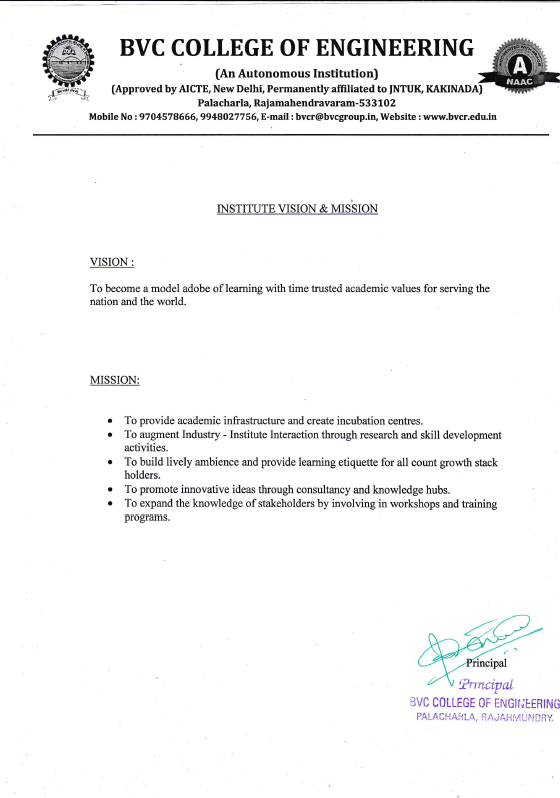 BVC COLLEGE OF ENGINEERING
(An Autonomous Institution)
(Approved by AICTE, New Delhi, Permanently affiliated to JNTUK, KAKINADA)
Palacharla, Rajamahendravaram-533102
Mobile No : 9704578666, 9948027756, E-mail : bvcr@bvcgroup.in, Website : www.bvcr.edu.in
A
NAAC
INSTITUTE VISION & MISSION
VISION :
To become a model adobe of learning with time trusted academic values for serving the
nation and the world.
MISSION:
• To provide academic infrastructure and create incubation centres.
• To augment Industry - Institute Interaction through research and skill development
activities.
• To build lively ambience and provide learning etiquette for all count growth stack
holders.
• To promote innovative ideas through consultancy and knowledge hubs.
• To expand the knowledge of stakeholders by involving in workshops and training
programs.
Principal
Principal
BVC COLLEGE OF ENGINEERING
PALACHARLA, RAJAHMUNDRY.